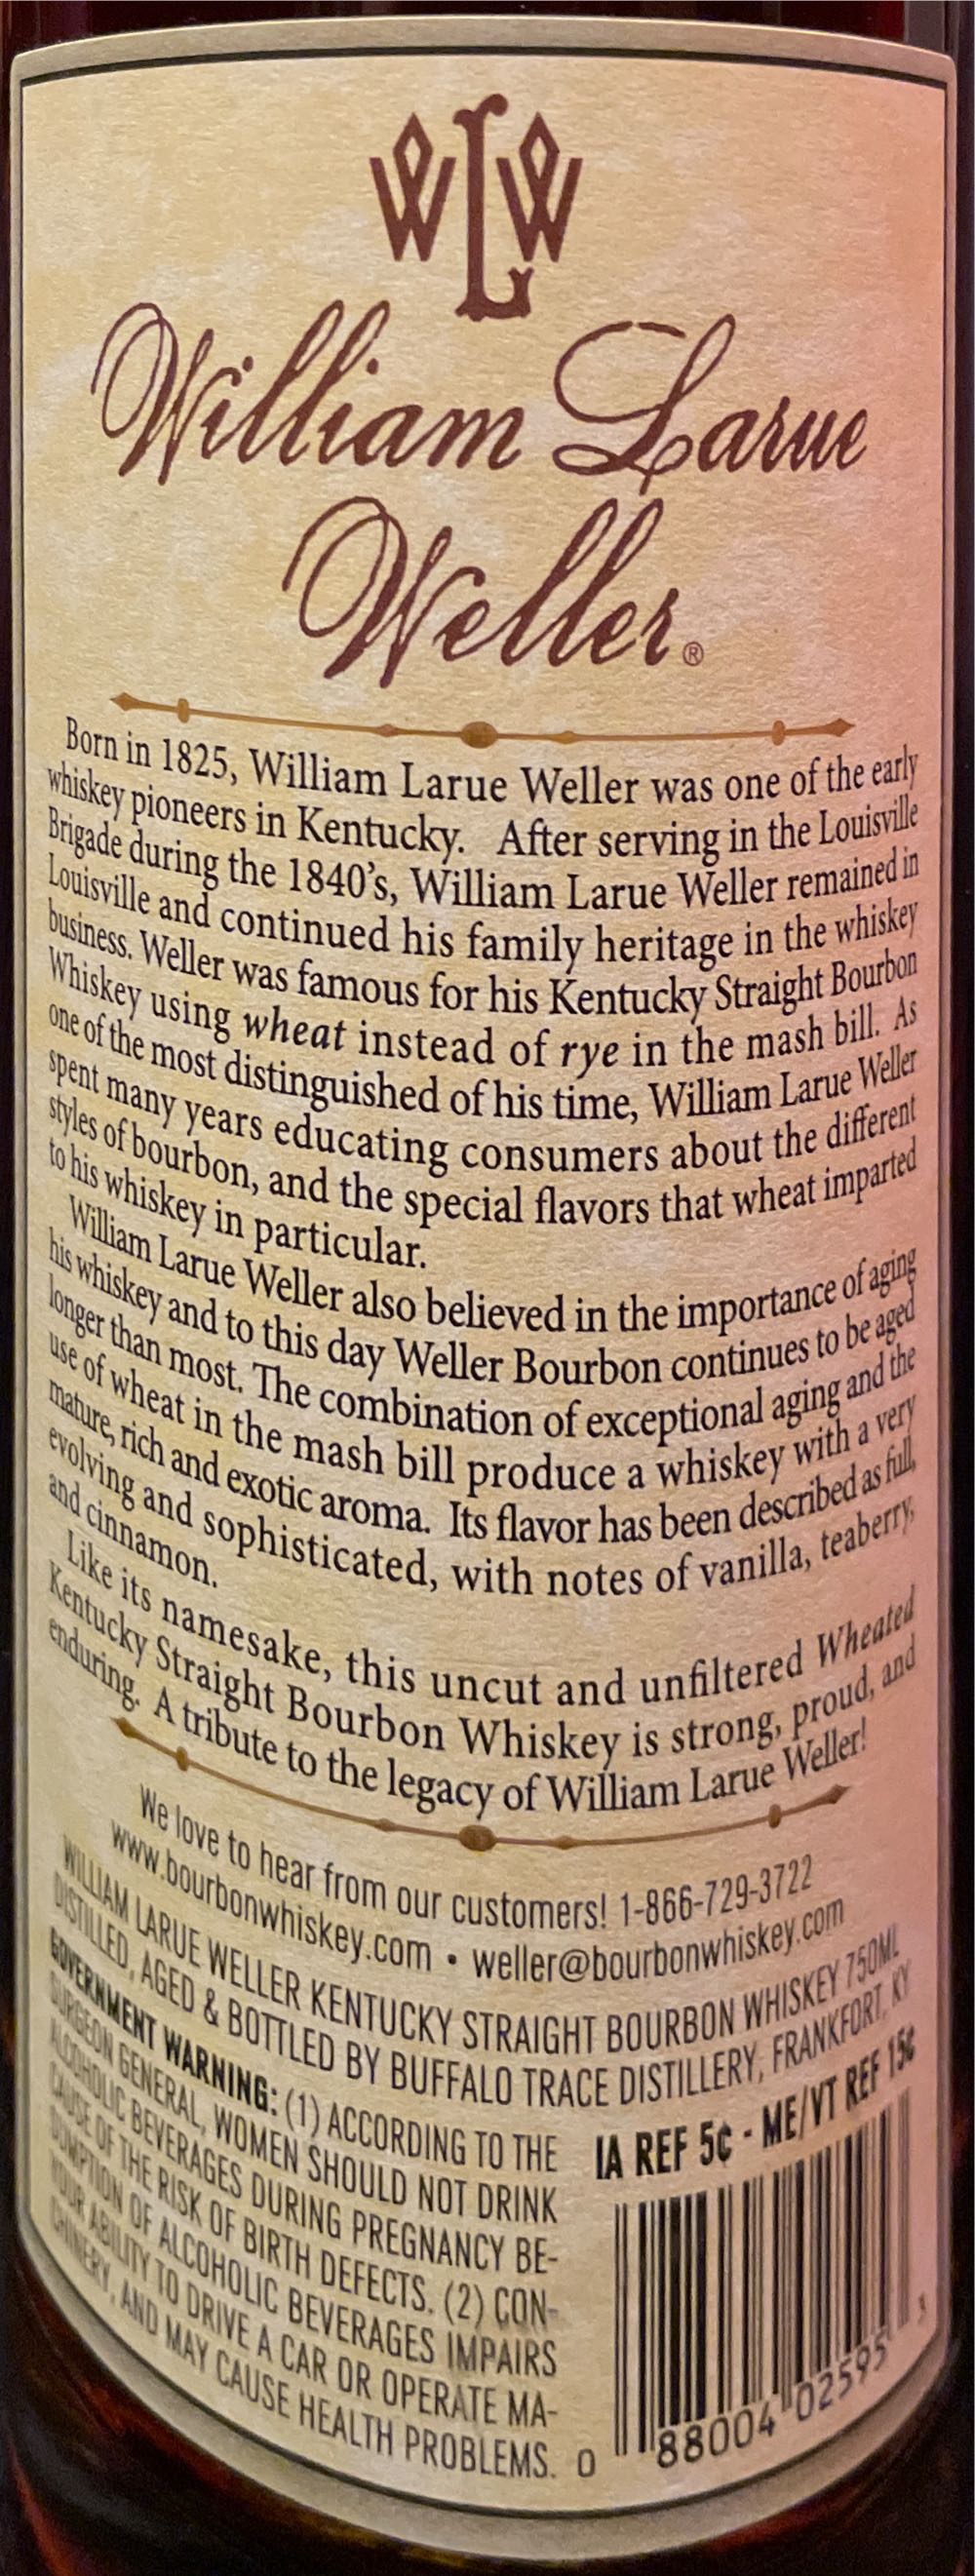 WLW
William Larue
Weller®
Born in 1825, William Larue Weller was one of the early
whiskey pioneers in Kentucky. After serving in the Louisville
Brigade during the 1840's, William Larue Weller remained in
Louisville and continued his family heritage in the whiskey
business. Weller was famous for his Kentucky Straight Bourbon
Whiskey using wheat instead of rye in the mash bill. As
one of the most distinguished of his time, William Larue Weller
spent many years educating consumers about the different
styles of bourbon, and the special flavors that wheat imparted
to his whiskey in particular.
William Larue Weller also believed in the importance of aging
his whiskey and to this day Weller Bourbon continues to be aged
longer than most. The combination of exceptional aging and the
use of wheat in the mash bill produce a whiskey with a very
mature, rich and exotic aroma. Its flavor has been described as full,
evolving and sophisticated, with notes of vanilla, teaberry,
and cinnamon.
Like its namesake, this uncut and unfiltered Wheated
Kentucky Straight Bourbon Whiskey is strong, proud, and
enduring. A tribute to the legacy of William Larue Weller!
We love to hear from our customers! 1-866-729-3722
www.bourbonwhiskey.com • weller@bourbonwhiskey.com
WILLIAM LARUE WELLER KENTUCKY STRAIGHT BOURBON WHISKEY 750ML
DISTILLED, AGED & BOTTLED BY BUFFALO TRACE DISTILLERY, FRANKFORT, KY
GOVERNMENT WARNING: (1) ACCORDING TO THE
SURGEON GENERAL, WOMEN SHOULD NOT DRINK
ALCOHOLIC BEVERAGES DURING PREGNANCY BE-
CAUSE OF THE RISK OF BIRTH DEFECTS. (2) CON-
SUMPTION OF ALCOHOLIC BEVERAGES IMPAIRS
YOUR ABILITY TO DRIVE A CAR OR OPERATE MA-
CHINERY, AND MAY CAUSE HEALTH PROBLEMS.
IA REF 5¢ - ME/VT REF 15¢
0 88004 02595